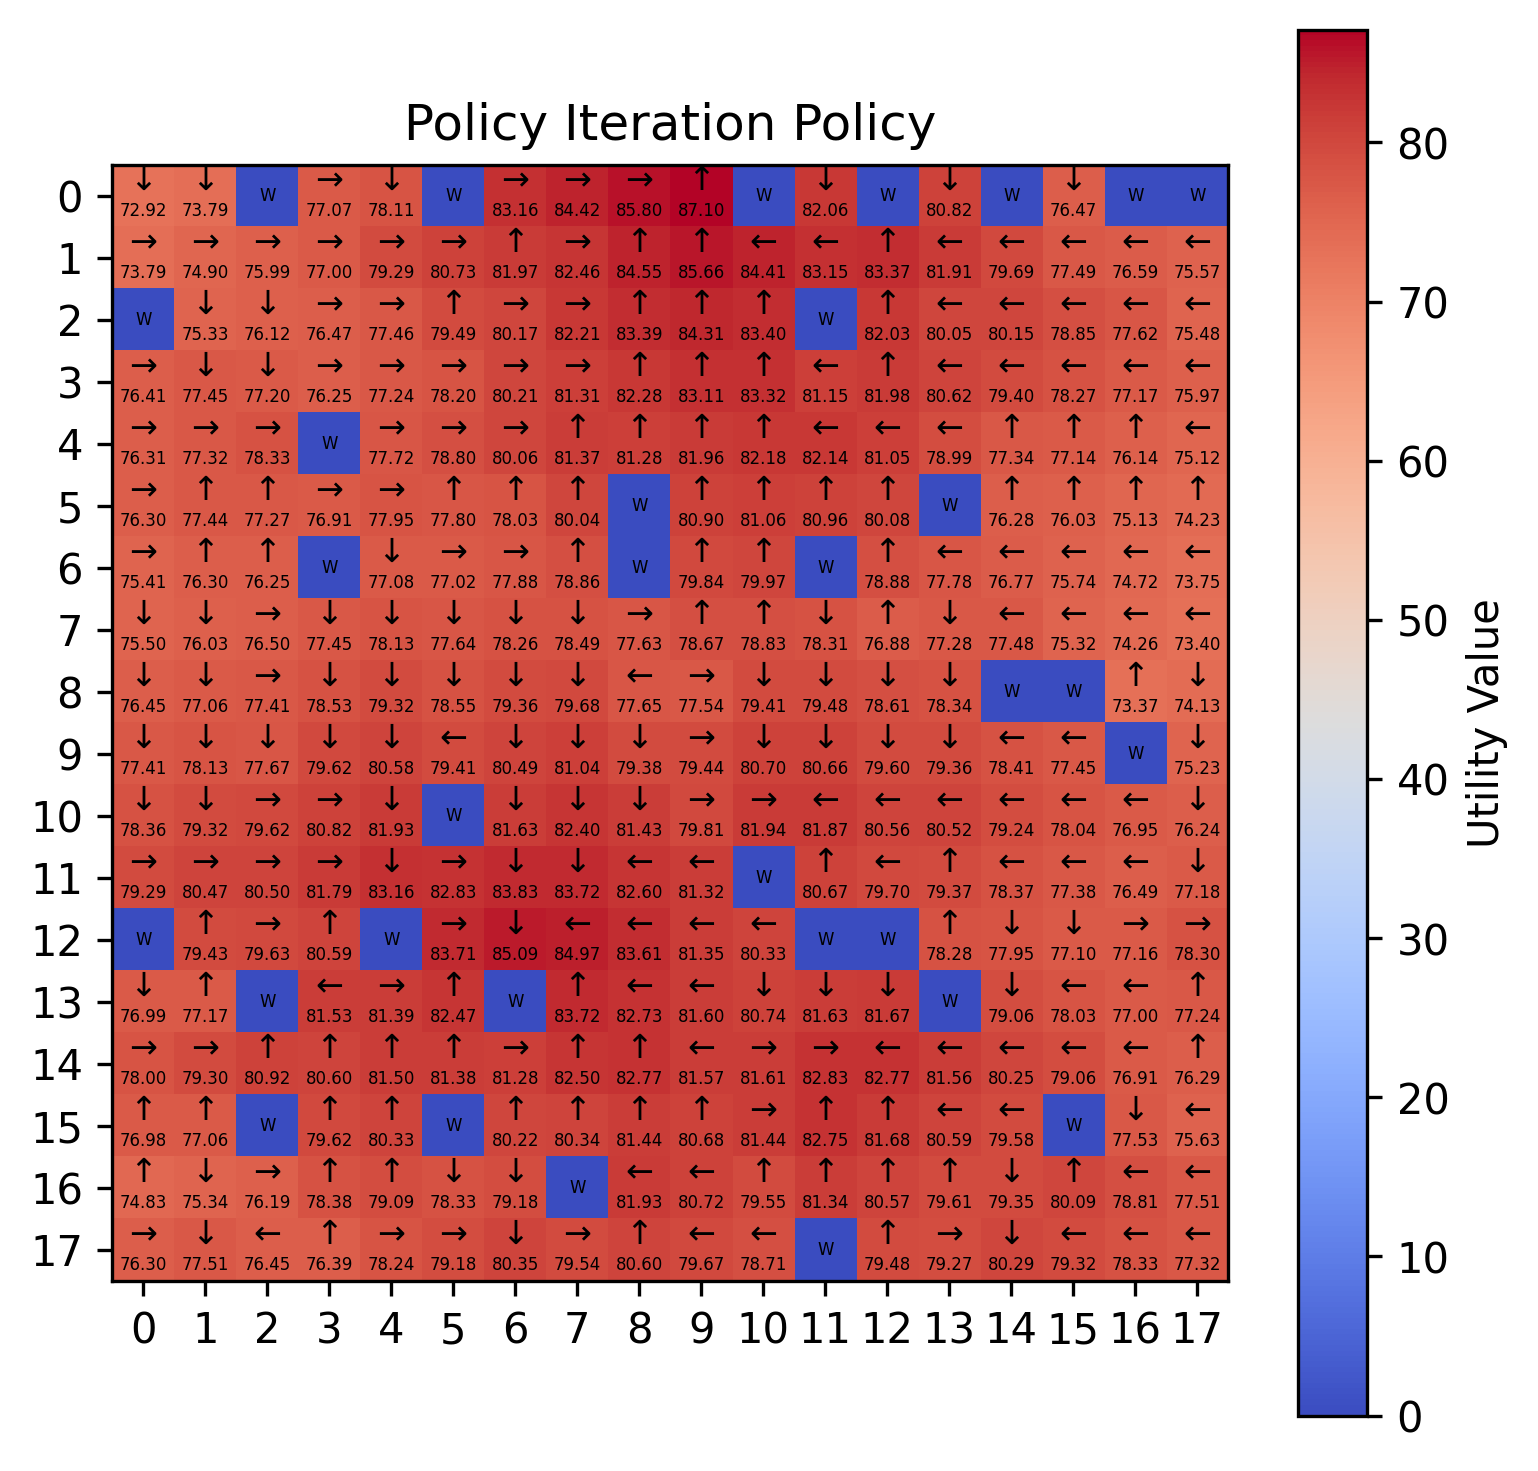 Policy Iteration Policy
0 ↓ ↓ W → ↓ W → → → ↑ W ↓ W ↓ W ↓ W W
72.92 73.79 77.07 78.11 83.16 84.42 85.80 87.10 82.06 80.82 76.47
1 → → → → → → ↑ → ↑ ↑ ← ← ↑ ← ← ← ← ←
73.79 74.90 75.99 77.00 79.29 80.73 81.97 82.46 84.55 85.66 84.41 83.15 83.37 81.91 79.69 77.49 76.59 75.57
2 W ↓ ↓ → → ↑ → → ↑ ↑ ↑ W ↑ ← ← ← ← ←
75.33 76.12 76.47 77.46 79.49 80.17 82.21 83.39 84.31 83.40 82.03 80.05 80.15 78.85 77.62 75.48
3 → ↓ ↓ → → → → → ↑ ↑ ↑ ← ↑ ← ← ← ← ←
76.41 77.45 77.20 76.25 77.24 78.20 80.21 81.31 82.28 83.11 83.32 81.15 81.98 80.62 79.40 78.27 77.17 75.97
4 → → → W → → → ↑ ↑ ↑ ↑ ← ← ← ↑ ↑ ↑ ←
76.31 77.32 78.33 77.72 78.80 80.06 81.37 81.28 81.96 82.18 82.14 81.05 78.99 77.34 77.14 76.14 75.12
5 → ↑ ↑ → → ↑ ↑ ↑ W ↑ ↑ ↑ ↑ W ↑ ↑ ↑ ↑
76.30 77.44 77.27 76.91 77.95 77.80 78.03 80.04 80.90 81.06 80.96 80.08 76.28 76.03 75.13 74.23
6 → ↑ ↑ W ↓ → → ↑ W ↑ ↑ W ↑ ← ← ← ← ←
75.41 76.30 76.25 77.08 77.02 77.88 78.86 79.84 79.97 78.88 77.78 76.77 75.74 74.72 73.75
7 ↓ ↓ → ↓ ↓ ↓ ↓ ↓ → ↑ ↑ ↓ ↑ ↓ ← ← ← ←
75.50 76.03 76.50 77.45 78.13 77.64 78.26 78.49 77.63 78.67 78.83 78.31 76.88 77.28 77.48 75.32 74.26 73.40
8 ↓ ↓ → ↓ ↓ ↓ ↓ ↓ ← → ↓ ↓ ↓ ↓ W W ↑ ↓
76.45 77.06 77.41 78.53 79.32 78.55 79.36 79.68 77.65 77.54 79.41 79.48 78.61 78.34 73.37 74.13
9 ↓ ↓ ↓ ↓ ↓ ← ↓ ↓ ↓ → ↓ ↓ ↓ ↓ ← ← W ↓
77.41 78.13 77.67 79.62 80.58 79.41 80.49 81.04 79.38 79.44 80.70 80.66 79.60 79.36 78.41 77.45 75.23
10 ↓ ↓ → → ↓ W ↓ ↓ ↓ → → ← ← ← ← ← ← ↓
78.36 79.32 79.62 80.82 81.93 81.63 82.40 81.43 79.81 81.94 81.87 80.56 80.52 79.24 78.04 76.95 76.24
11 → → → → ↓ → ↓ ↓ ← ← W ↑ ← ↑ ← ← ← ↓
79.29 80.47 80.50 81.79 83.16 82.83 83.83 83.72 82.60 81.32 80.67 79.70 79.37 78.37 77.38 76.49 77.18
12 W ↑ → ↑ W → ↓ ← ← ← ← W W ↑ ↓ ↓ → →
79.43 79.63 80.59 83.71 85.09 84.97 83.61 81.35 80.33 78.28 77.95 77.10 77.16 78.30
13 ↓ ↑ W ← → ↑ W ↑ ← ← ↓ ↓ ↓ W ↓ ← ← ↑
76.99 77.17 81.53 81.39 82.47 83.72 82.73 81.60 80.74 81.63 81.67 79.06 78.03 77.00 77.24
14 → → ↑ ↑ ↑ ↑ → ↑ ↑ ← → → ← ← ← ← ← ↑
78.00 79.30 80.92 80.60 81.50 81.38 81.28 82.50 82.77 81.57 81.61 82.83 82.77 81.56 80.25 79.06 76.91 76.29
15 ↑ ↑ W ↑ ↑ W ↑ ↑ ↑ ↑ → ↑ ↑ ← ← W ↓ ←
76.98 77.06 79.62 80.33 80.22 80.34 81.44 80.68 81.44 82.75 81.68 80.59 79.58 77.53 75.63
16 ↑ ↓ → ↑ ↑ ↓ ↓ W ← ← ↑ ↑ ↑ ↑ ↓ ↑ ← ←
74.83 75.34 76.19 78.38 79.09 78.33 79.18 81.93 80.72 79.55 81.34 80.57 79.61 79.35 80.09 78.81 77.51
17 → ↓ ← ↑ → → ↓ → ↑ ← ← W ↑ → ↓ ← ← ←
76.30 77.51 76.45 76.39 78.24 79.18 80.35 79.54 80.60 79.67 78.71 79.48 79.27 80.29 79.32 78.33 77.32
0 1 2 3 4 5 6 7 8 9 10 11 12 13 14 15 16 17
80
70
60
50
40
30
20
10
0
Utility Value